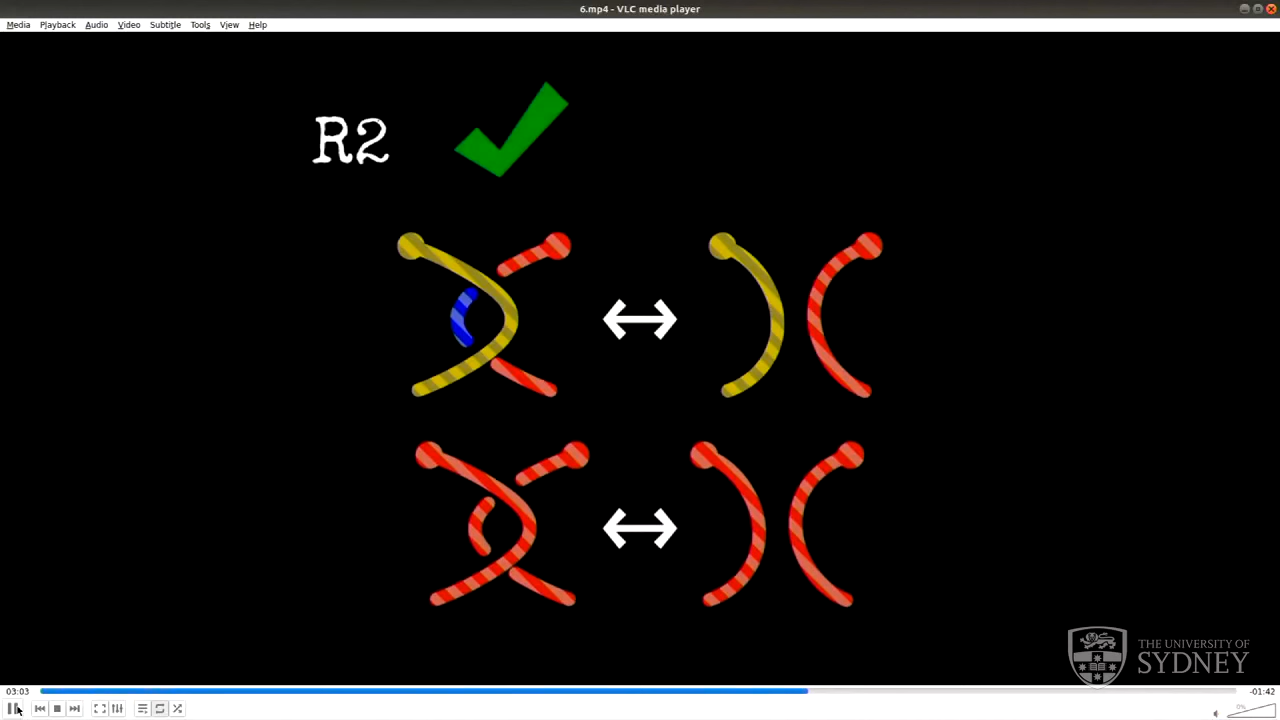 6.mp4 - VLC media player
Media Playback Audio Video Subtitle Tools View Help
R2
THE UNIVERSITY OF
SYDNEY
03:03
-01:42
0%